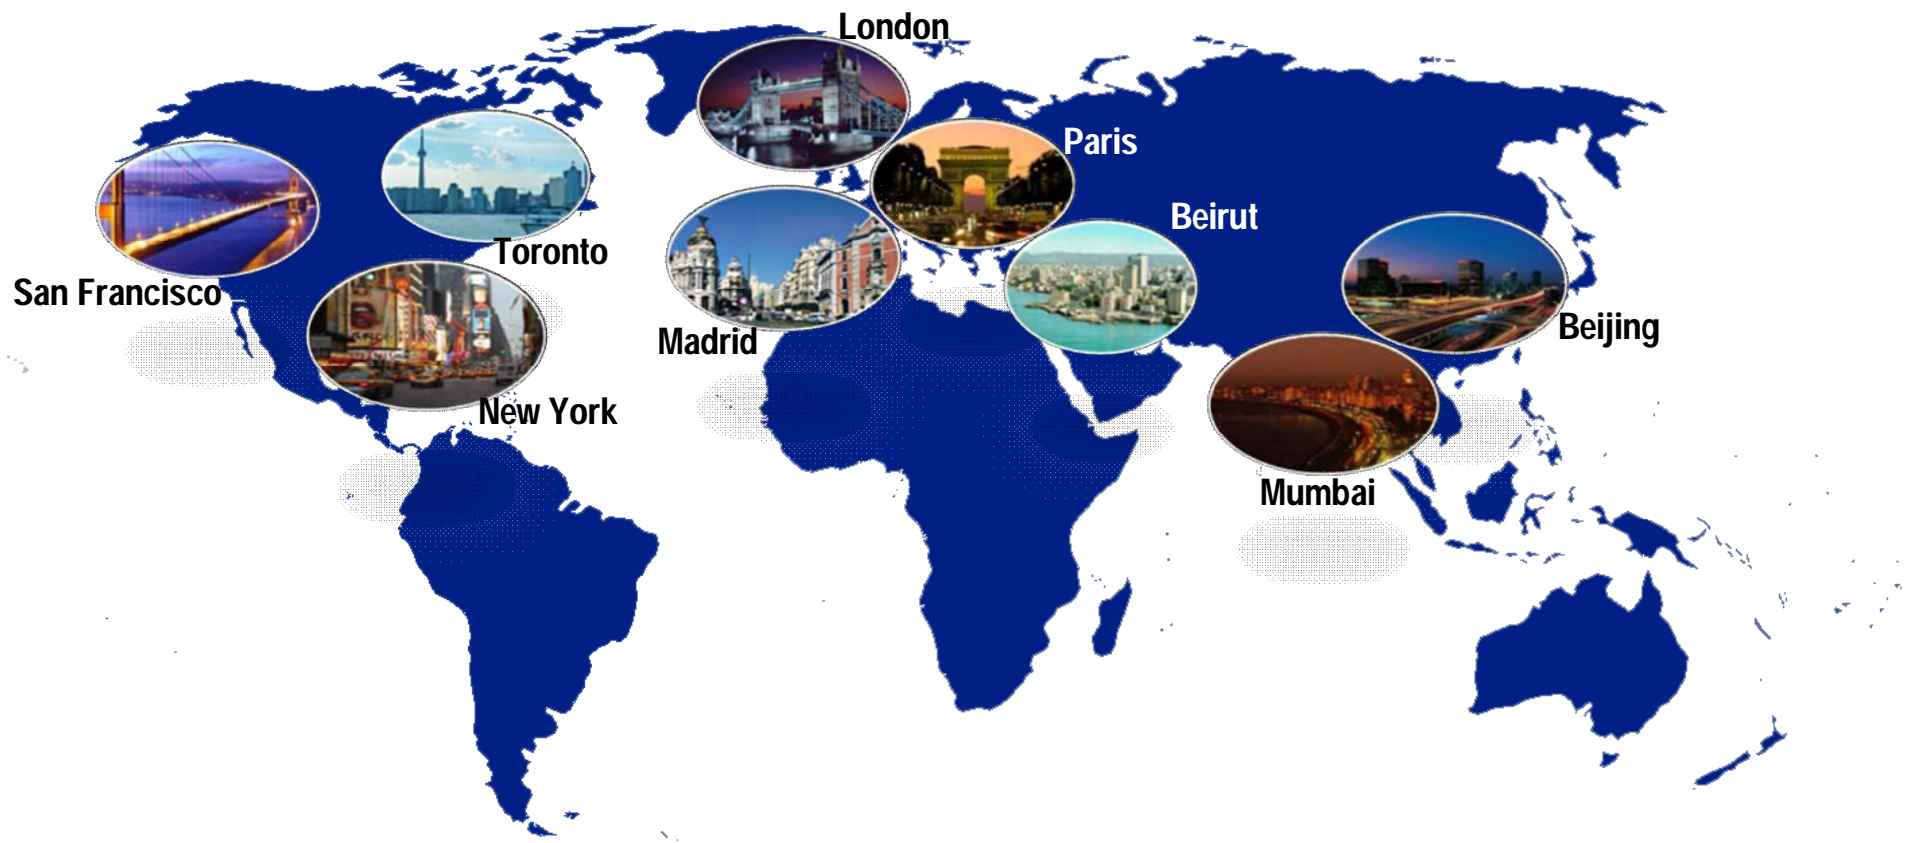 London
Paris
Toronto
Beirut
San Francisco
Madrid
Beijing
New York
Mumbai